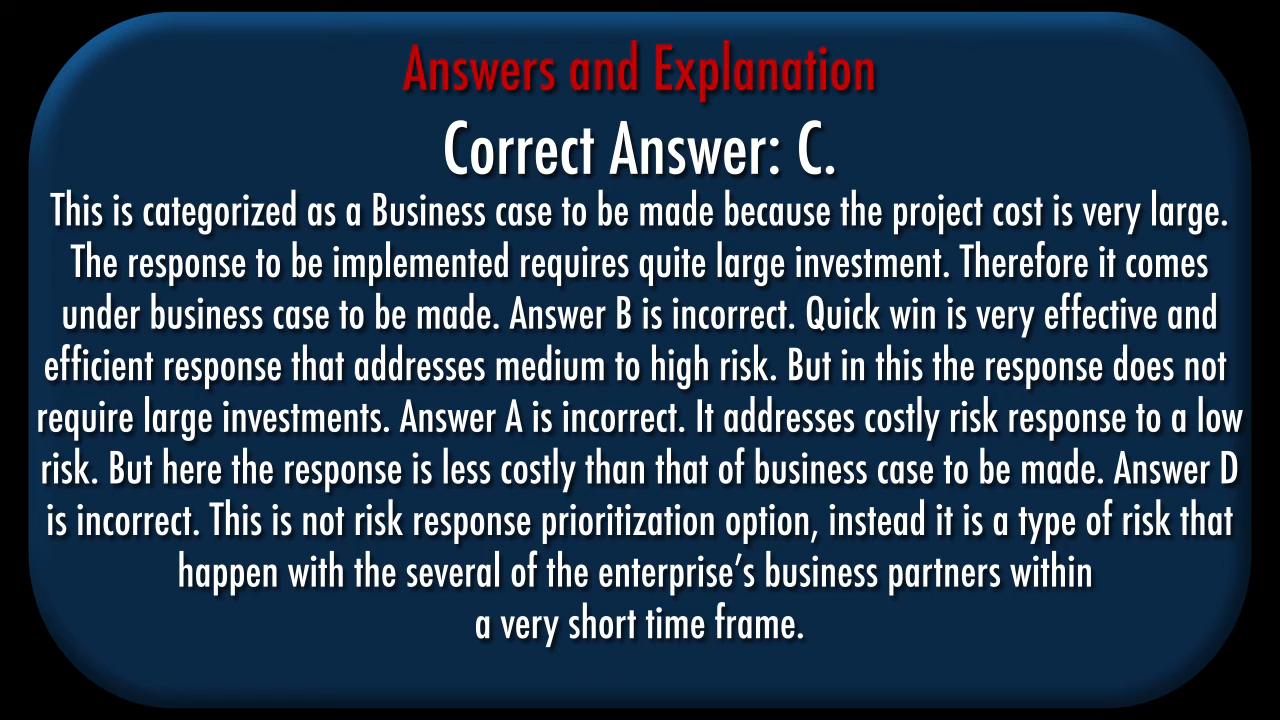 Answers and Explanation
Correct Answer: C.
This is categorized as a Business case to be made because the project cost is very large.
The response to be implemented requires quite large investment. Therefore it comes
under business case to be made. Answer B is incorrect. Quick win is very effective and
efficient response that addresses medium to high risk. But in this the response does not
require large investments. Answer A is incorrect. It addresses costly risk response to a low
risk. But here the response is less costly than that of business case to be made. Answer D
is incorrect. This is not risk response prioritization option, instead it is a type of risk that
happen with the several of the enterprise’s business partners within
a very short time frame.